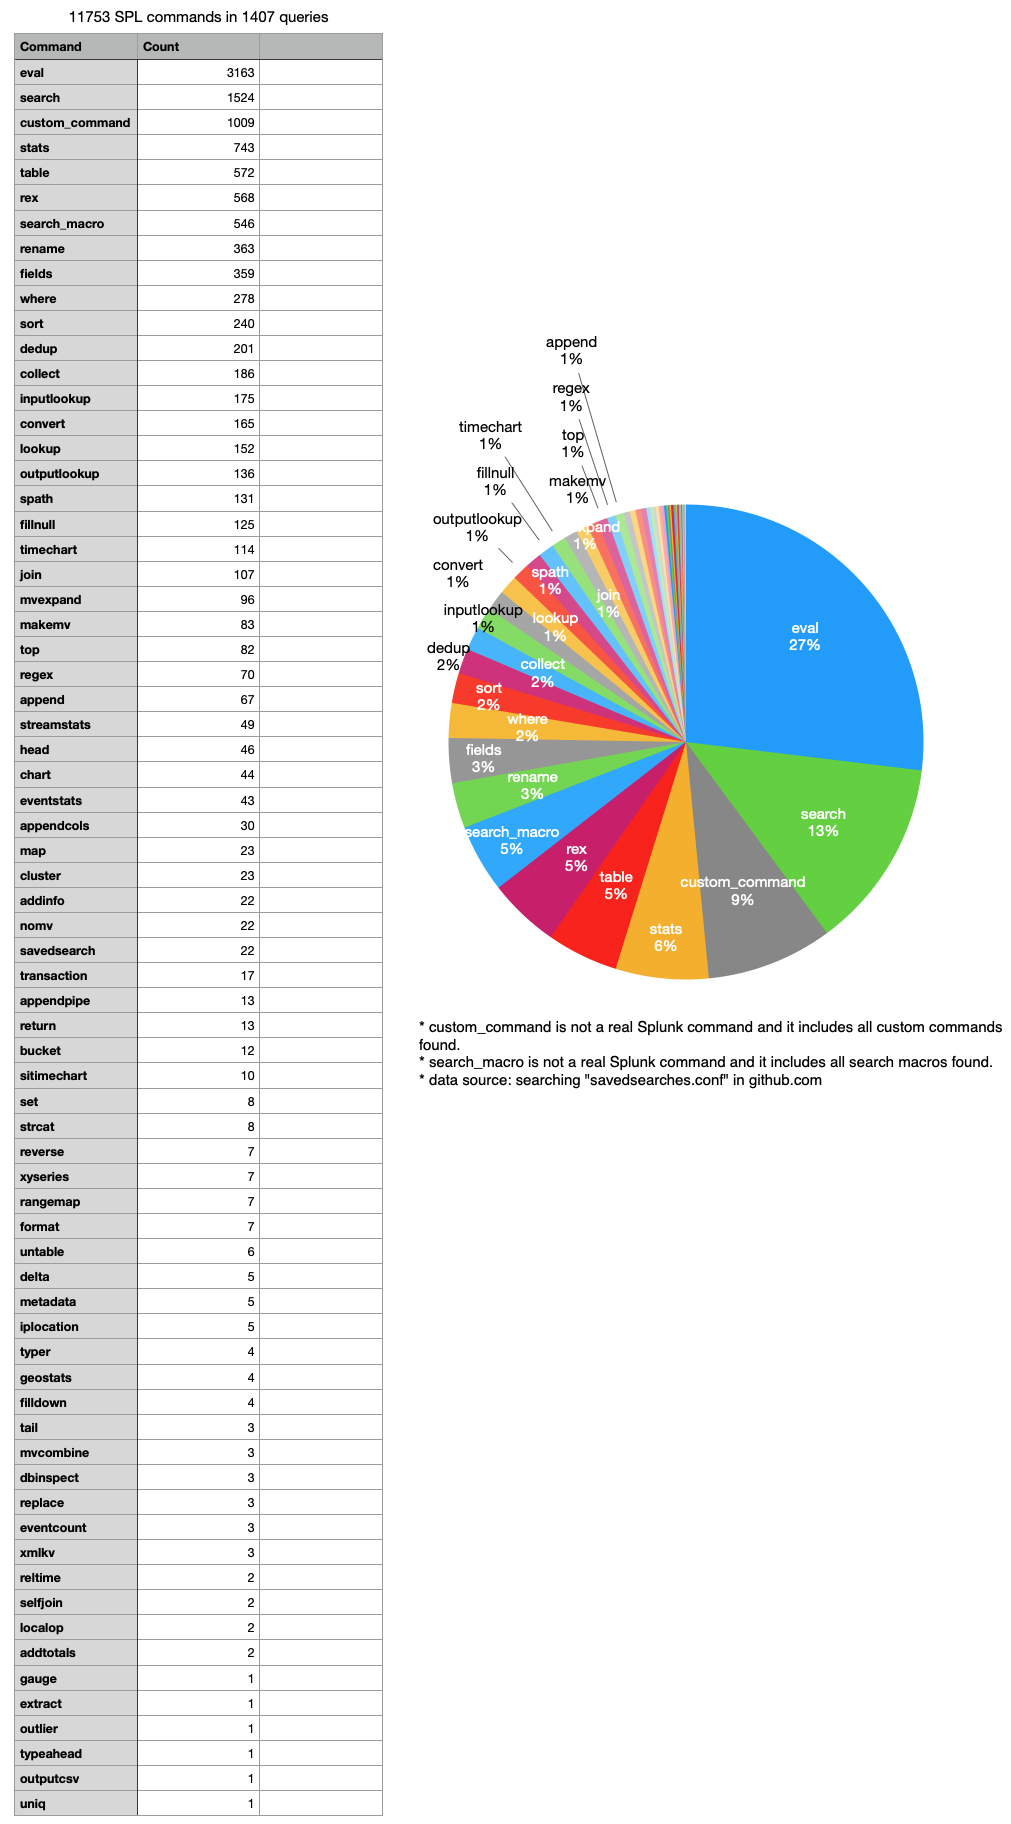 11753 SPL commands in 1407 queries
Command Count
eval 3163
search 1524
custom_command 1009
stats 743
table 572
rex 568
search_macro 546
rename 363
fields 359
where 278
sort 240
dedup 201
collect 186
inputlookup 175
convert 165
lookup 152
outputlookup 136
spath 131
fillnull 125
timechart 114
join 107
mvexpand 96
makemv 83
top 82
regex 70
append 67
streamstats 49
head 46
chart 44
eventstats 43
appendcols 30
map 23
cluster 23
addinfo 22
nomv 22
savedsearch 22
transaction 17
appendpipe 13
return 13
bucket 12
sitimechart 10
set 8
strcat 8
reverse 7
xyseries 7
rangemap 7
format 7
untable 6
delta 5
metadata 5
iplocation 5
typer 4
geostats 4
filldown 4
tail 3
mvcombine 3
dbinspect 3
replace 3
eventcount 3
xmlkv 3
reltime 2
selfjoin 2
localop 2
addtotals 2
gauge 1
extract 1
outlier 1
typeahead 1
outputcsv 1
uniq 1
append
1%
regex
1%
top
1%
makemv
1%
timechart
1%
fillnull
1%
outputlookup
1%
convert
1%
inputlookup
1%
dedup
2%
xpand
1%
spath
1%
join
1%
lookup
1%
collect
2%
sort
2%
where
2%
fields
3%
rename
3%
search_macro
5%
rex
5%
table
5%
stats
6%
custom_command
9%
search
13%
eval
27%
* custom_command is not a real Splunk command and it includes all custom commands
found.
* search_macro is not a real Splunk command and it includes all search macros found.
* data source: searching "savedsearches.conf" in github.com